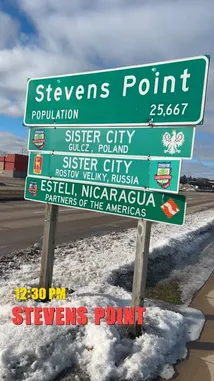 Stevens Point
POPULATION 25,667
SISTER CITY
GULCZ, POLAND
SISTER CITY
ROSTOV VELIKY, RUSSIA
ESTELI, NICARAGUA
PARTNERS OF THE AMERICAS
12:30 PM
STEVENS POINT